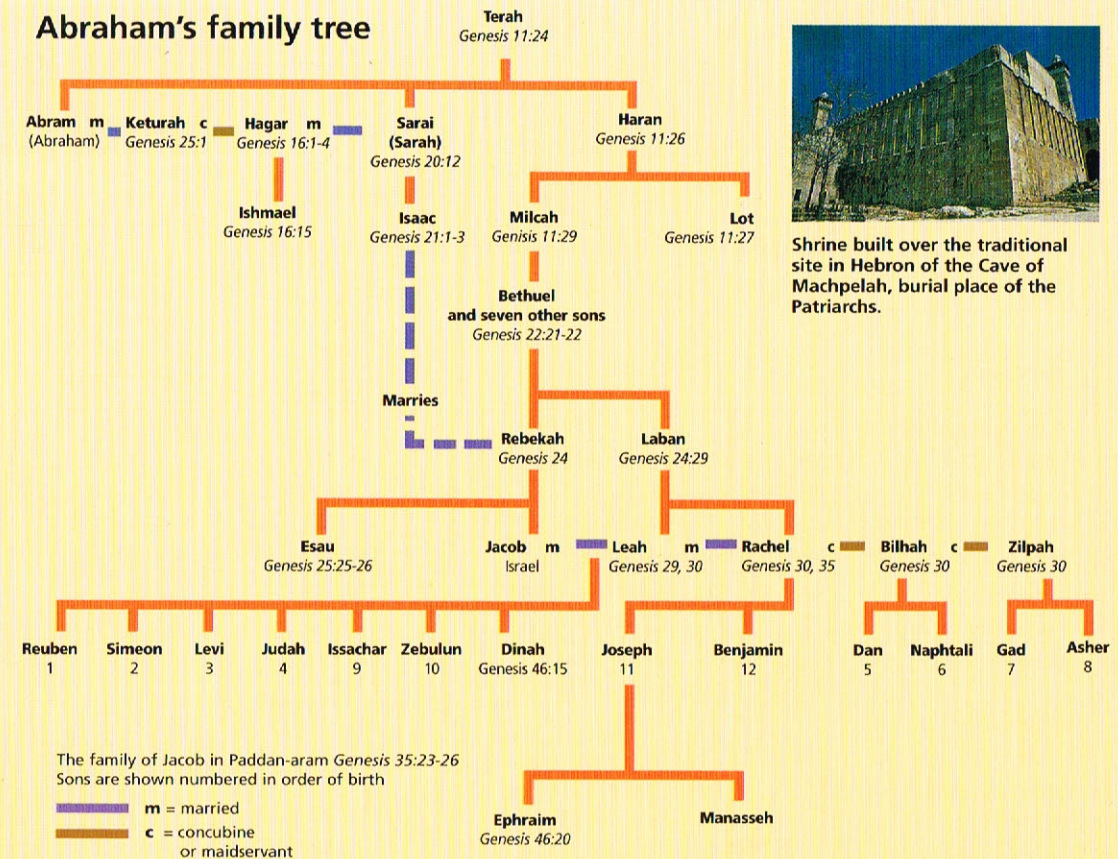 Abraham's family tree
Terah
Genesis 11:24
Abram m
(Abraham)
Keturah c
Genesis 25:1
Hagar m
Genesis 16:1-4
Sarai
(Sarah)
Genesis 20:12
Haran
Genesis 11:26
Ishmael
Genesis 16:15
Isaac
Genesis 21:1-3
Milcah
Genisis 11:29
Lot
Genesis 11:27
Shrine built over the traditional
site in Hebron of the Cave of
Machpelah, burial place of the
Patriarchs.
Bethuel
and seven other sons
Genesis 22:21-22
Marries
Rebekah
Genesis 24
Laban
Genesis 24:29
Esau
Genesis 25:25-26
Jacob m
Israel
Leah m
Genesis 29, 30
Rachel c
Genesis 30, 35
Bilhah c
Genesis 30
Zilpah
Genesis 30
Reuben
1
Simeon
2
Levi
3
Judah
4
Issachar
9
Zebulun
10
Dinah
Genesis 46:15
Joseph
11
Benjamin
12
Dan
5
Naphtali
6
Gad
7
Asher
8
The family of Jacob in Paddan-aram Genesis 35:23-26
Sons are shown numbered in order of birth
m = married
c = concubine
or maidservant
Ephraim
Genesis 46:20
Manasseh